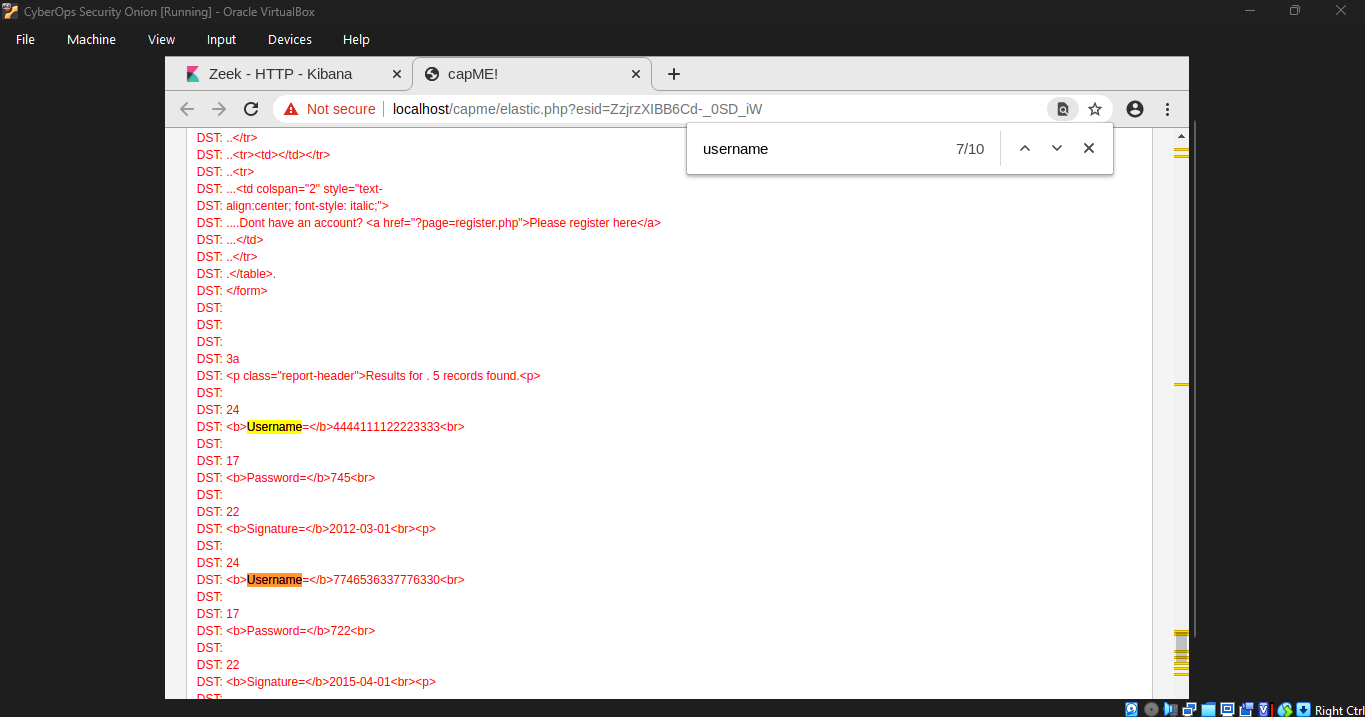 CyberOps Security Onion [Running] - Oracle VirtualBox
File Machine View Input Devices Help
Zeek - HTTP - Kibana
capME!
Not secure
localhost/capme/elastic.php?esid=ZzjrzXIBB6Cd-_0SD_iW
username 7/10
DST: ..</tr>
DST: ..<tr><td></td></tr>
DST: ..<tr>
DST: ...<td colspan="2" style="text-
DST: align:center; font-style: italic;">
DST: ....Dont have an account? <a href="?page=register.php">Please register here</a>
DST: ...</td>
DST: ..</tr>
DST: .</table>.
DST: </form>
DST:
DST:
DST:
DST: 3a
DST: <p class="report-header">Results for . 5 records found.<p>
DST:
DST: 24
DST: <b>Username=</b>4444111122223333<br>
DST:
DST: 17
DST: <b>Password=</b>745<br>
DST:
DST: 22
DST: <b>Signature=</b>2012-03-01<br><p>
DST:
DST: 24
DST: <b>Username=</b>7746536337776330<br>
DST:
DST: 17
DST: <b>Password=</b>722<br>
DST:
DST: 22
DST: <b>Signature=</b>2015-04-01<br><p>
DST:
Right Ctrl